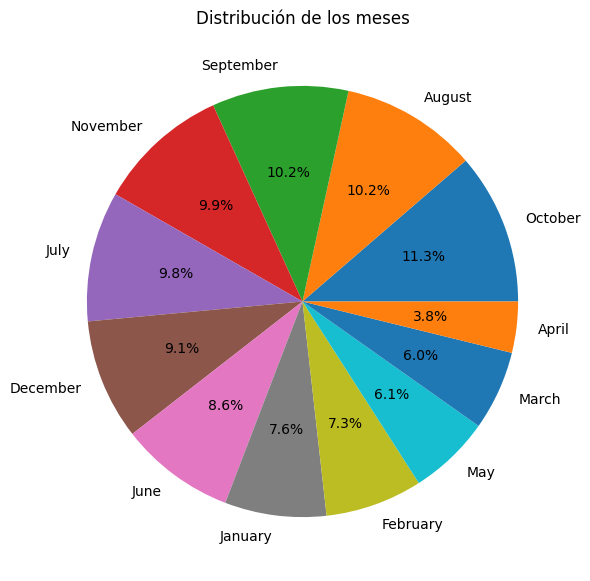 Distribución de los meses
September
August
November
October
10.2%
10.2%
9.9%
July
11.3%
9.8%
3.8%
April
9.1%
6.0%
December
6.1%
March
8.6%
7.6%
7.3%
May
June
February
January